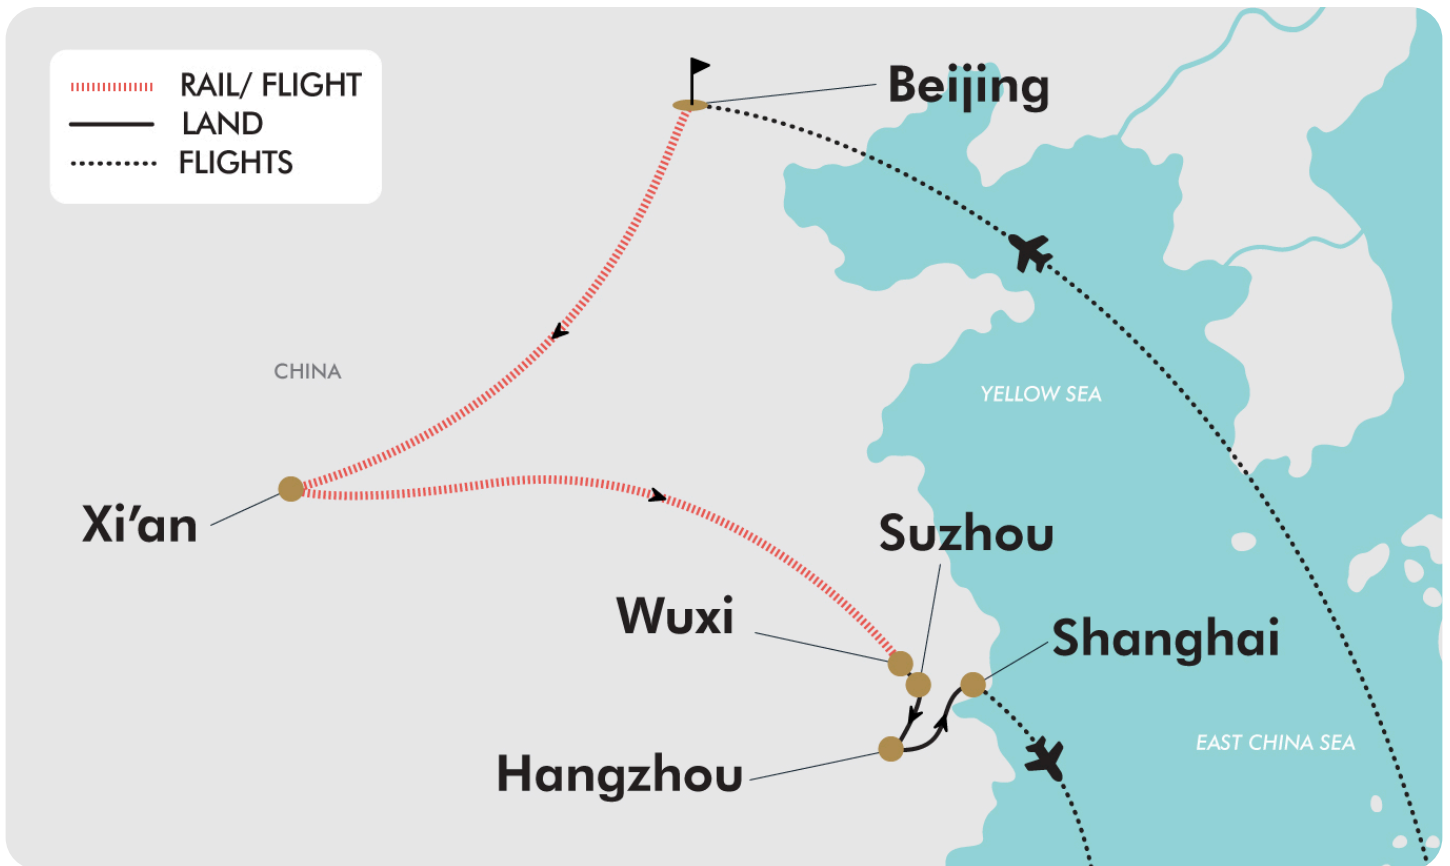 RAIL/ FLIGHT
LAND
FLIGHTS
Beijing
CHINA
YELLOW SEA
Xi’an
Suzhou
Wuxi
Shanghai
EAST CHINA SEA
Hangzhou